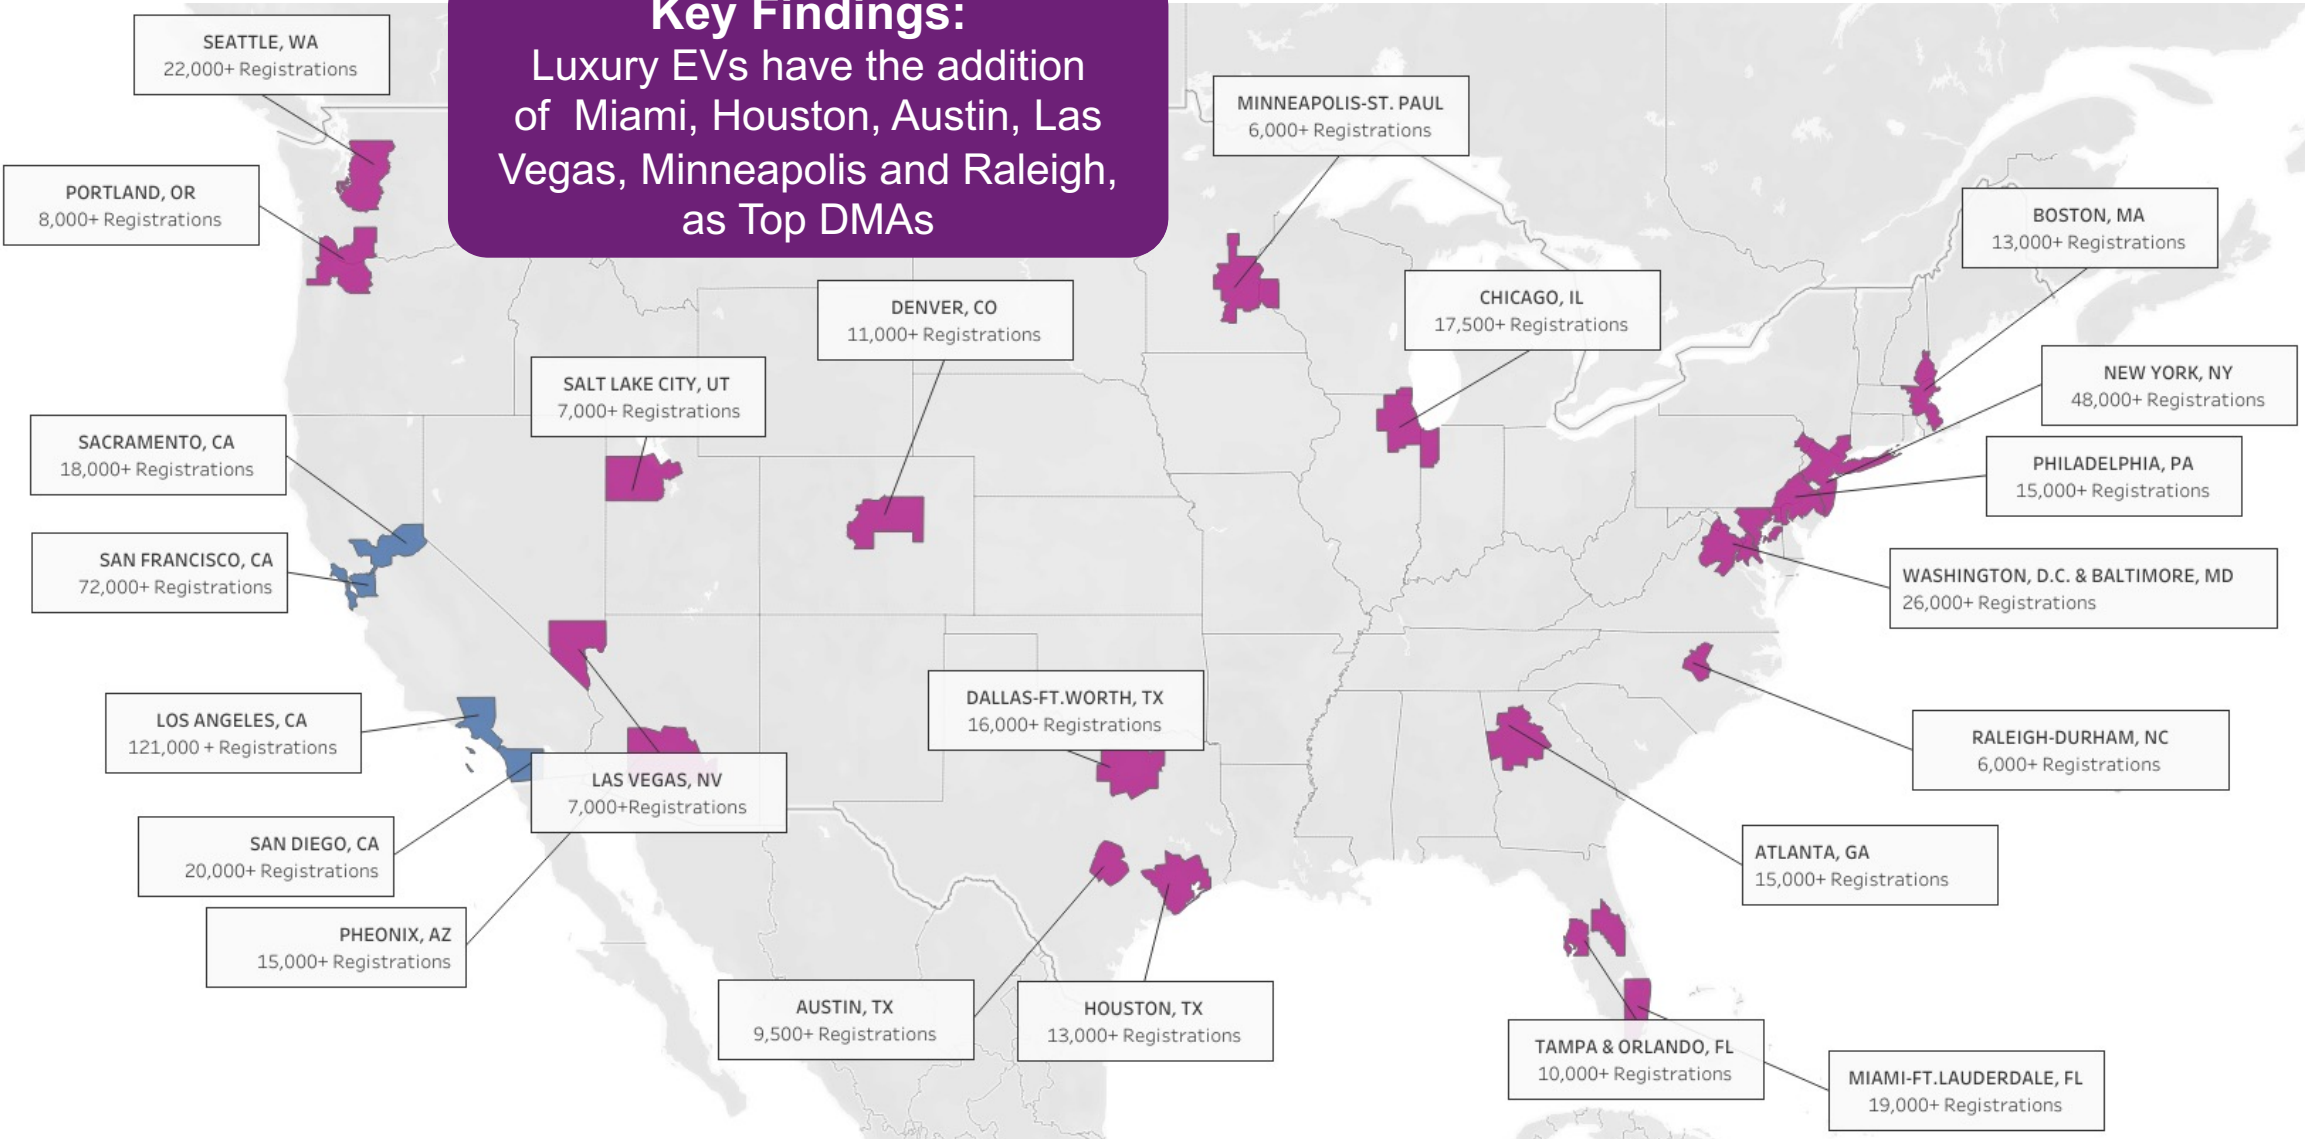 Key Findings:
Luxury EVs have the addition
of Miami, Houston, Austin, Las
Vegas, Minneapolis and Raleigh,
as Top DMAs
SEATTLE, WA
22,000+ Registrations
PORTLAND, OR
8,000+ Registrations
MINNEAPOLIS-ST. PAUL
6,000+ Registrations
BOSTON, MA
13,000+ Registrations
DENVER, CO
11,000+ Registrations
CHICAGO, IL
17,500+ Registrations
SALT LAKE CITY, UT
7,000+ Registrations
NEW YORK, NY
48,000+ Registrations
SACRAMENTO, CA
18,000+ Registrations
PHILADELPHIA, PA
15,000+ Registrations
SAN FRANCISCO, CA
72,000+ Registrations
WASHINGTON, D.C. & BALTIMORE, MD
26,000+ Registrations
LOS ANGELES, CA
121,000 + Registrations
DALLAS-FT.WORTH, TX
16,000+ Registrations
RALEIGH-DURHAM, NC
6,000+ Registrations
LAS VEGAS, NV
7,000+Registrations
SAN DIEGO, CA
20,000+ Registrations
ATLANTA, GA
15,000+ Registrations
PHEONIX, AZ
15,000+ Registrations
AUSTIN, TX
9,500+ Registrations
HOUSTON, TX
13,000+ Registrations
TAMPA & ORLANDO, FL
10,000+ Registrations
MIAMI-FT.LAUDERDALE, FL
19,000+ Registrations